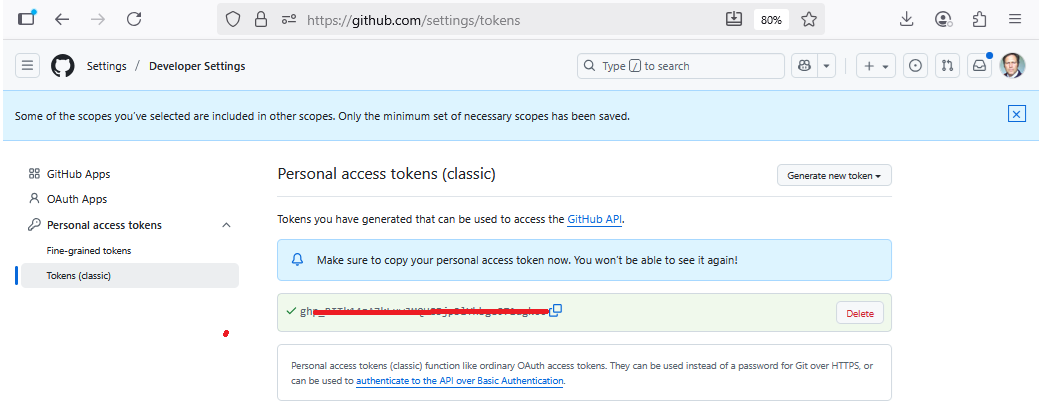 https://github.com/settings/tokens
80%
Settings / Developer Settings
Type / to search
Some of the scopes you've selected are included in other scopes. Only the minimum set of necessary scopes has been saved.
GitHub Apps
OAuth Apps
Personal access tokens
Fine-grained tokens
Tokens (classic)
Personal access tokens (classic)
Generate new token
Tokens you have generated that can be used to access the GitHub API.
Make sure to copy your personal access token now. You won't be able to see it again!
Delete
Personal access tokens (classic) function like ordinary OAuth access tokens. They can be used instead of a password for Git over HTTPS, or
can be used to authenticate to the API over Basic Authentication.